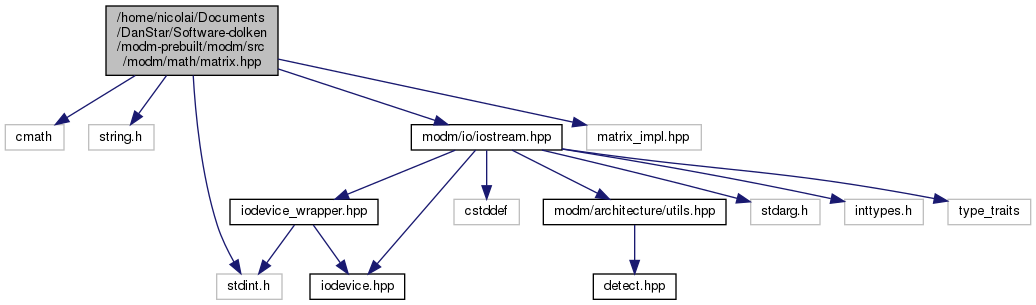 /home/nicolai/Documents
/DanStar/Software-dolken
/modm-prebuilt/modm/src
/modm/math/matrix.hpp
cmath
string.h
modm/io/iostream.hpp
matrix_impl.hpp
iodevice_wrapper.hpp
cstddef
modm/architecture/utils.hpp
stdarg.h
inttypes.h
type_traits
stdint.h
iodevice.hpp
detect.hpp